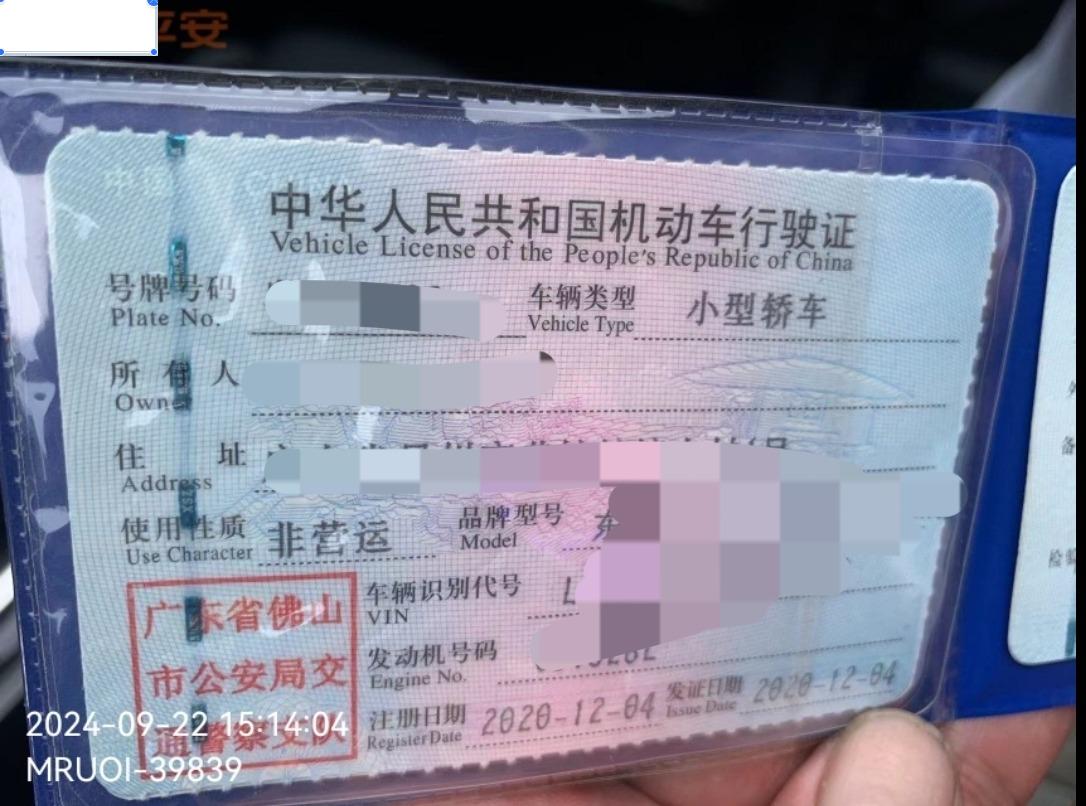 平安
中华人民共和国机动车行驶证
Vehicle License of the People's Republic of China
号牌号码
Plate No.
车辆类型 小型轿车
Vehicle Type
所有人
Owner
住址
Address
使用性质 非营运
Use Character
品牌型号
Model
车辆识别代号 L
VIN
发动机号码
Engine No.
注册日期 2020-12-04
Register Date
发证日期 2020-12-04
Issue Date
广东省佛山
市公安局交
通警察支队
2024-09-22 15:14:04
MRUOI-39839